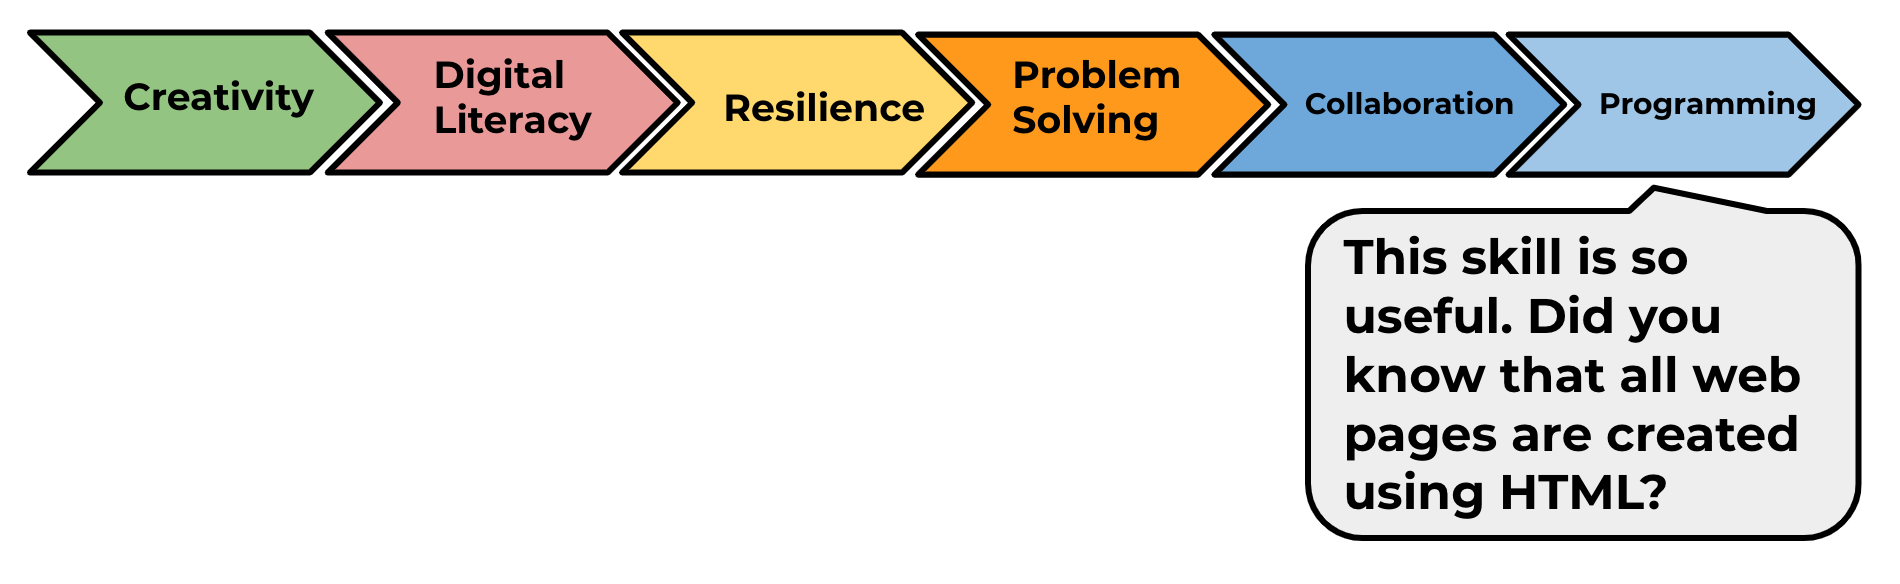 Creativity
Digital
Literacy
Resilience
Problem
Solving
Collaboration
Programming
This skill is so
useful. Did you
know that all web
pages are created
using HTML?